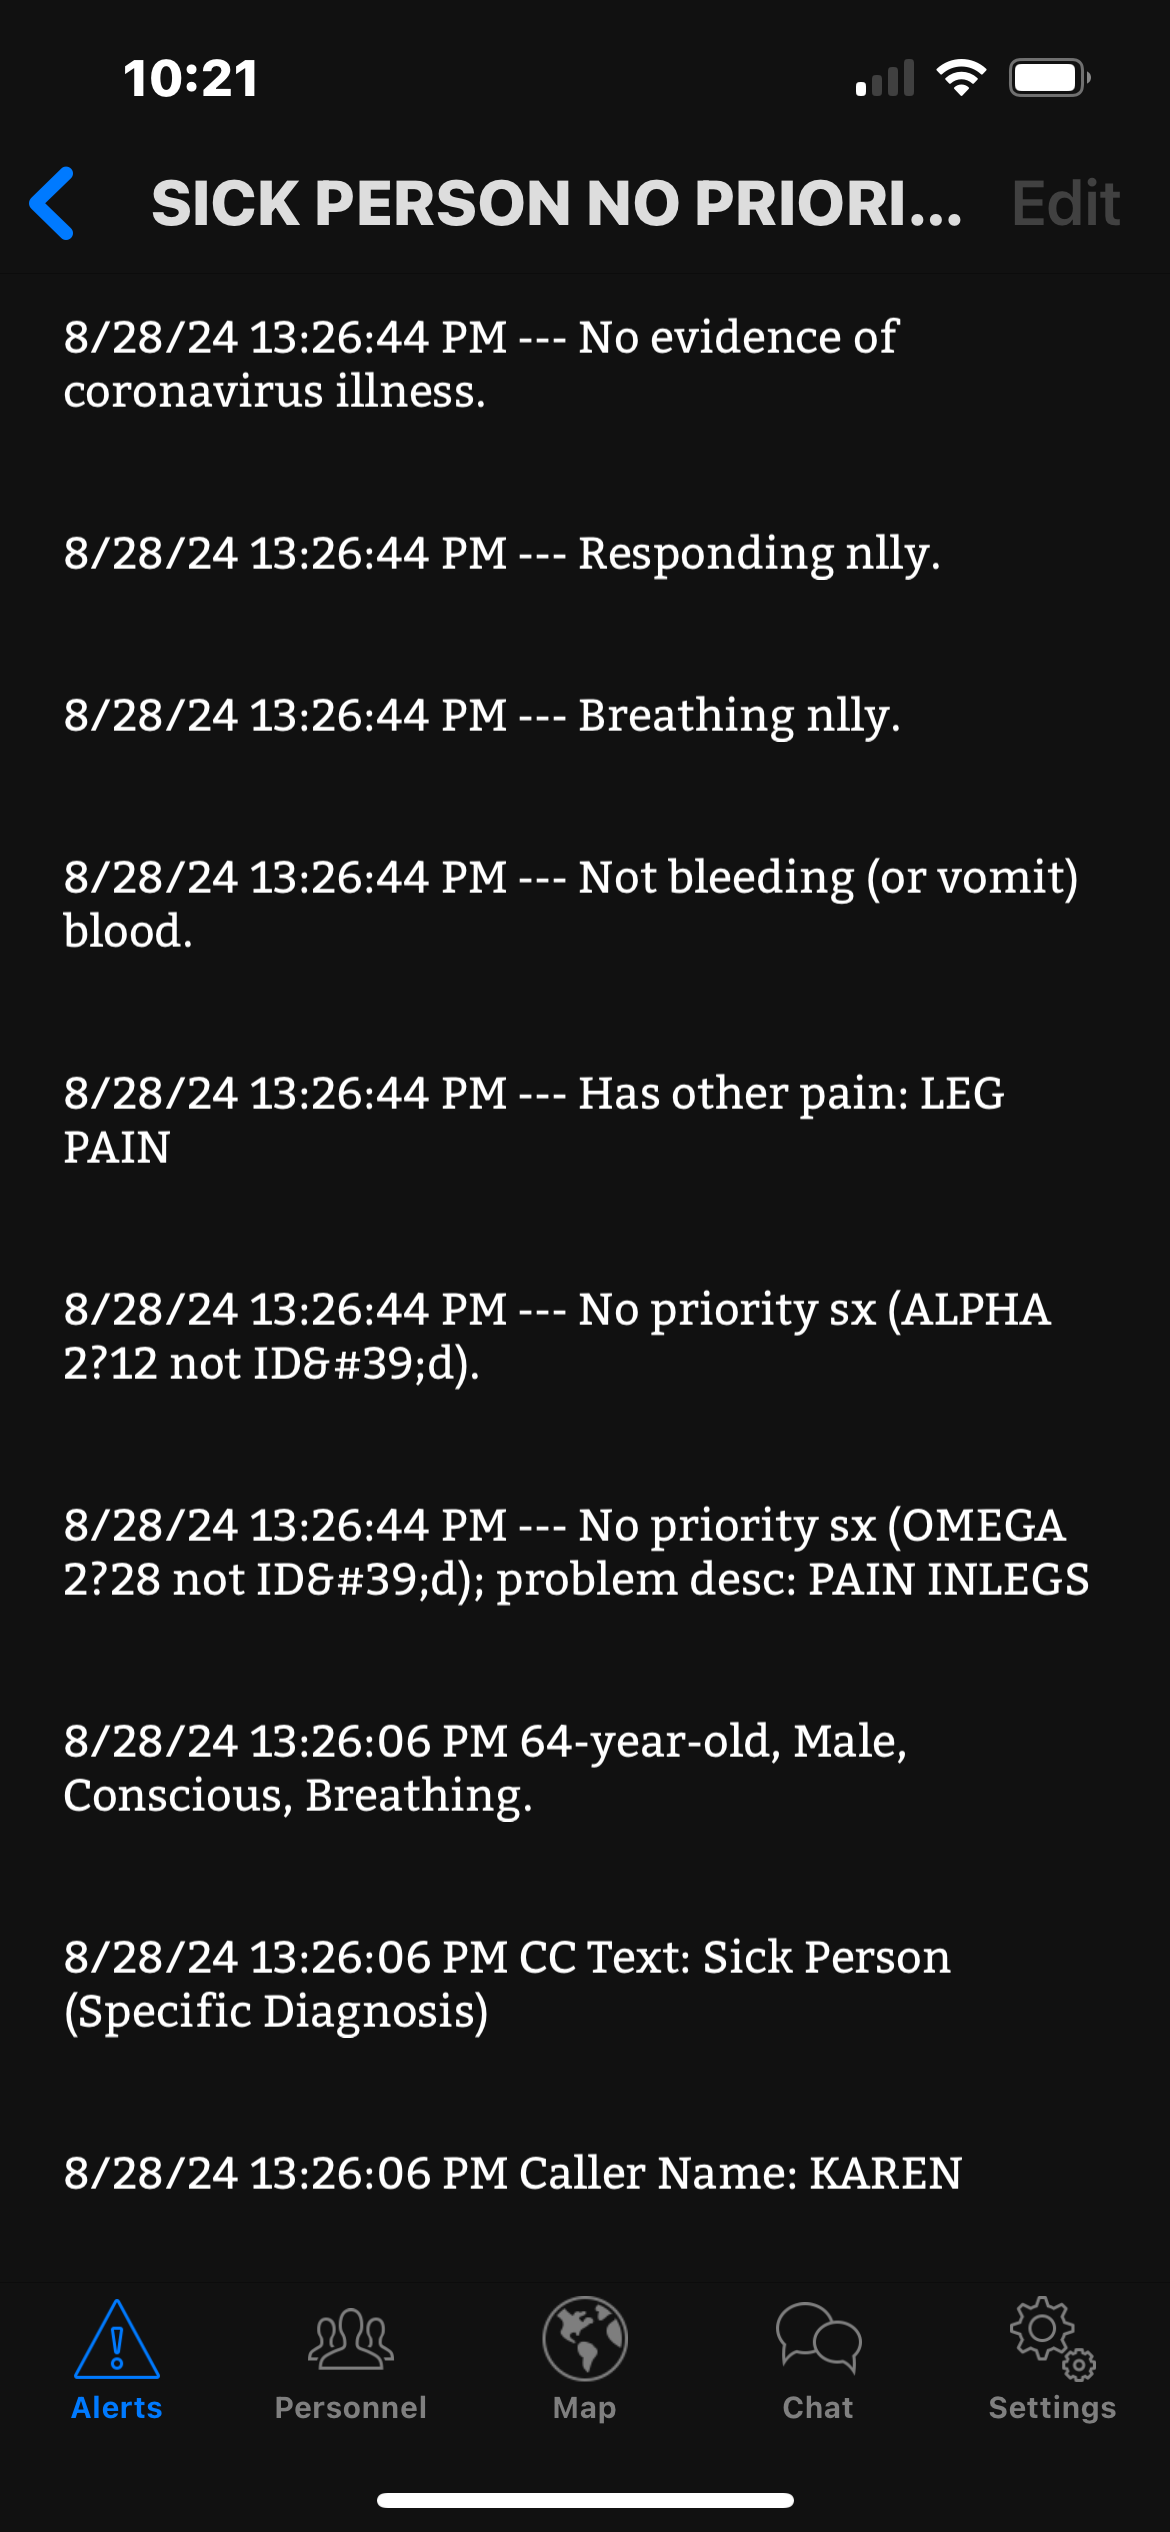 10:21
SICK PERSON NO PRIORI... Edit
8/28/24 13:26:44 PM --- No evidence of
coronavirus illness.
8/28/24 13:26:44 PM --- Responding nlly.
8/28/24 13:26:44 PM --- Breathing nlly.
8/28/24 13:26:44 PM --- Not bleeding (or vomit)
blood.
8/28/24 13:26:44 PM --- Has other pain: LEG
PAIN
8/28/24 13:26:44 PM --- No priority sx (ALPHA
2?12 not ID&#39;d).
8/28/24 13:26:44 PM --- No priority sx (OMEGA
2?28 not ID&#39;d); problem desc: PAIN INLEGS
8/28/24 13:26:06 PM 64-year-old, Male,
Conscious, Breathing.
8/28/24 13:26:06 PM CC Text: Sick Person
(Specific Diagnosis)
8/28/24 13:26:06 PM Caller Name: KAREN
Alerts Personnel Map Chat Settings